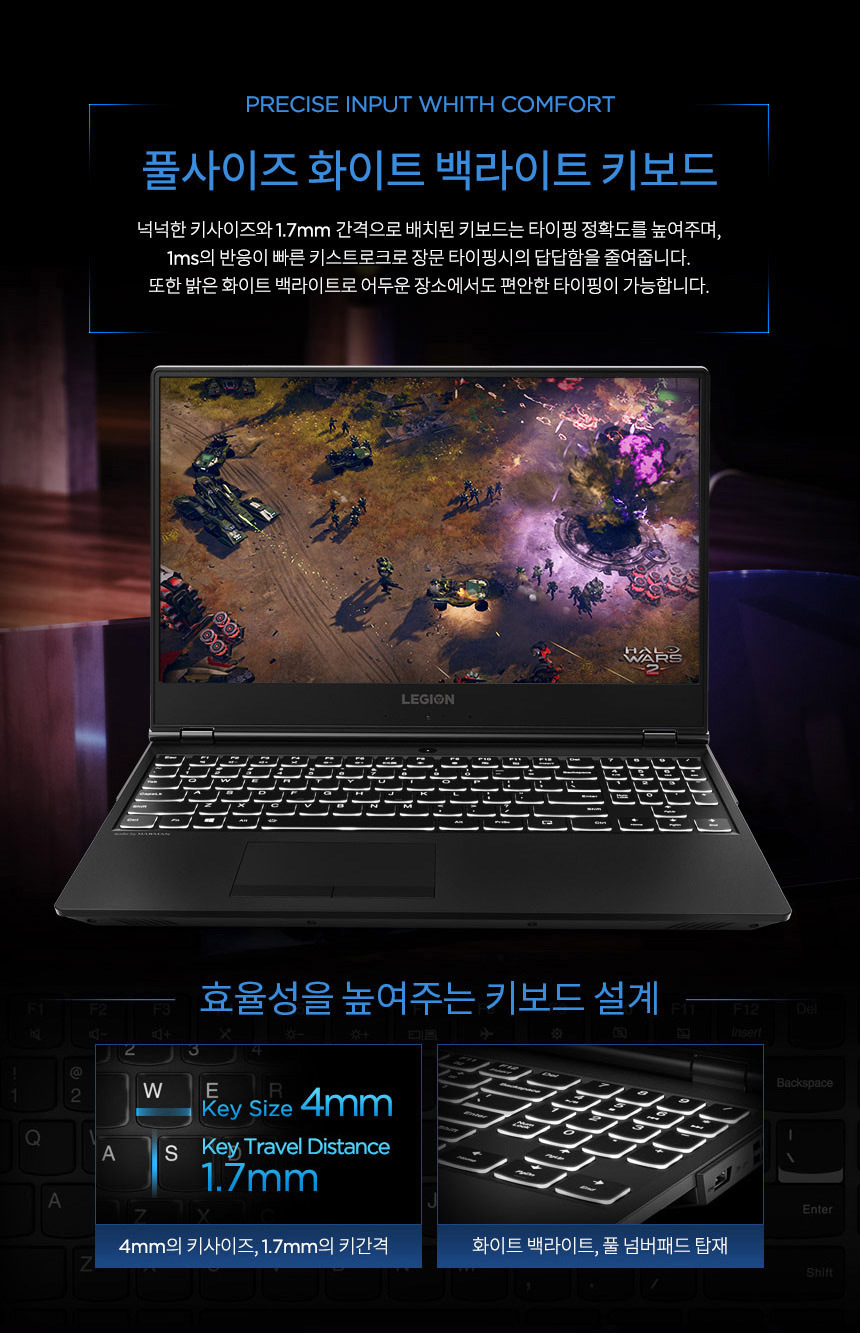 PRECISE INPUT WHITH COMFORT
풀사이즈 화이트 백라이트 키보드
넉넉한 키사이즈와 1.7mm 간격으로 배치된 키보드는 타이핑 정확도를 높여주며,
1ms의 반응이 빠른 키스트로크로 장문 타이핑시의 답답함을 줄여줍니다.
또한 밝은 화이트 백라이트로 어두운 장소에서도 편안한 타이핑이 가능합니다.
HALO
WARS
2
LEGION
효율성을 높여주는 키보드 설계
F1 F2 F3 F11 F12 Del
Insert
2 3 4
W E R
Key Size 4mm
A S D
Key Travel Distance
1.7mm
Z X
4mm의 키사이즈, 1.7mm의 키간격
화이트 백라이트, 풀 넘버패드 탑재
@
2
Backspace
Q
A
Enter
Z
Shift